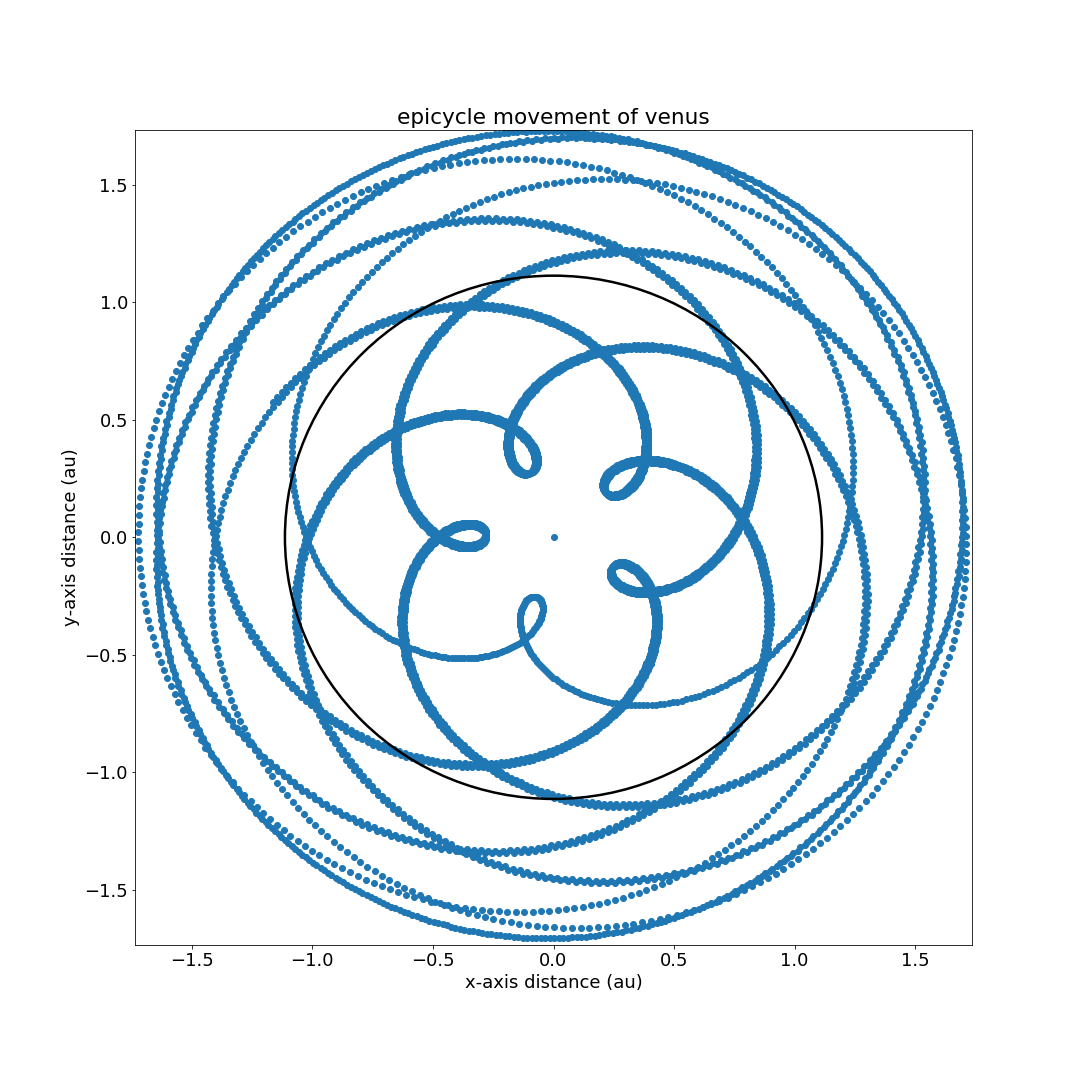 epicycle movement of venus
1.5
1.0
0.5
0.0
−0.5
−1.0
−1.5
y-axis distance (au)
−1.5 −1.0 −0.5 0.0 0.5 1.0 1.5
x-axis distance (au)